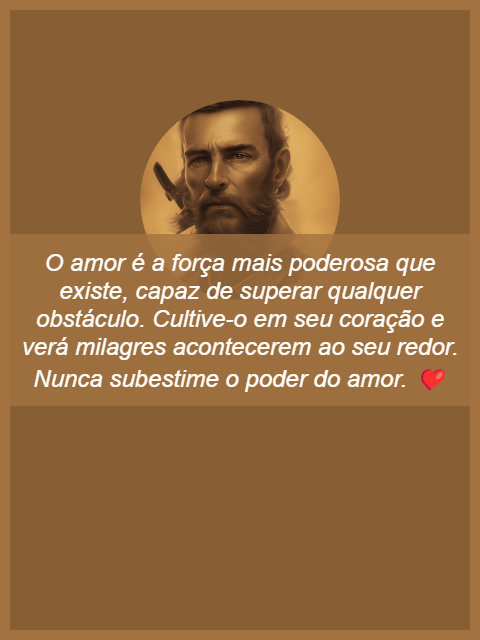 O amor é a força mais poderosa que
existe, capaz de superar qualquer
obstáculo. Cultive-o em seu coração e
verá milagres acontecerem ao seu redor.
Nunca subestime o poder do amor. ❤️